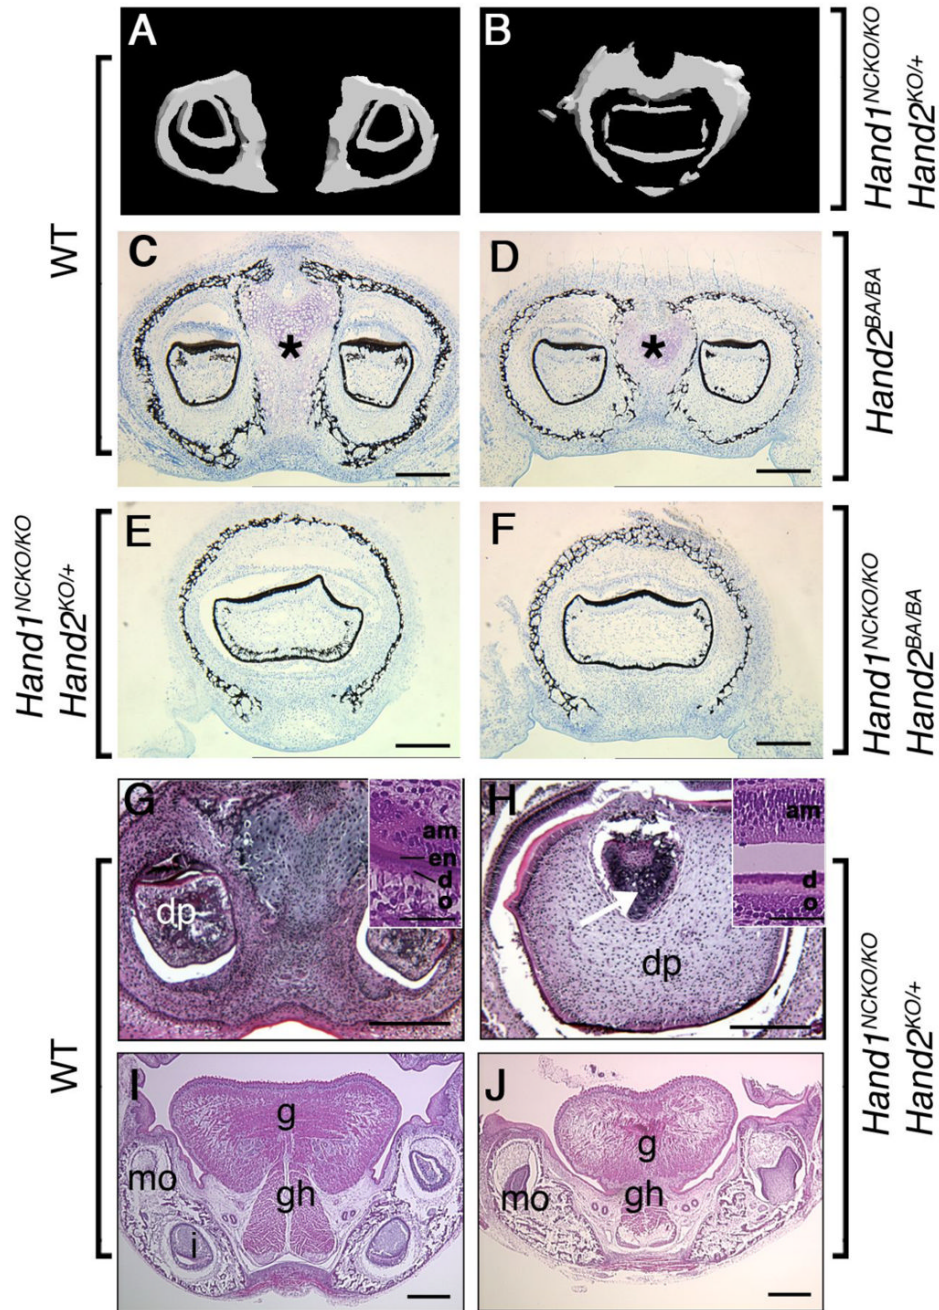 A
B
WT
Hand1NCKO/KO
Hand2KO/+
C
*
D
*
Hand2BA/BA
Hand1NCKO/KO
Hand2KO/+
E
F
Hand1NCKO/KO
Hand2BA/BA
WT
G
dp
am
en
d
o
H
dp
am
d
o
Hand1NCKO/KO
Hand2KO/+
I
g
gh
mo
i
J
g
gh
mo